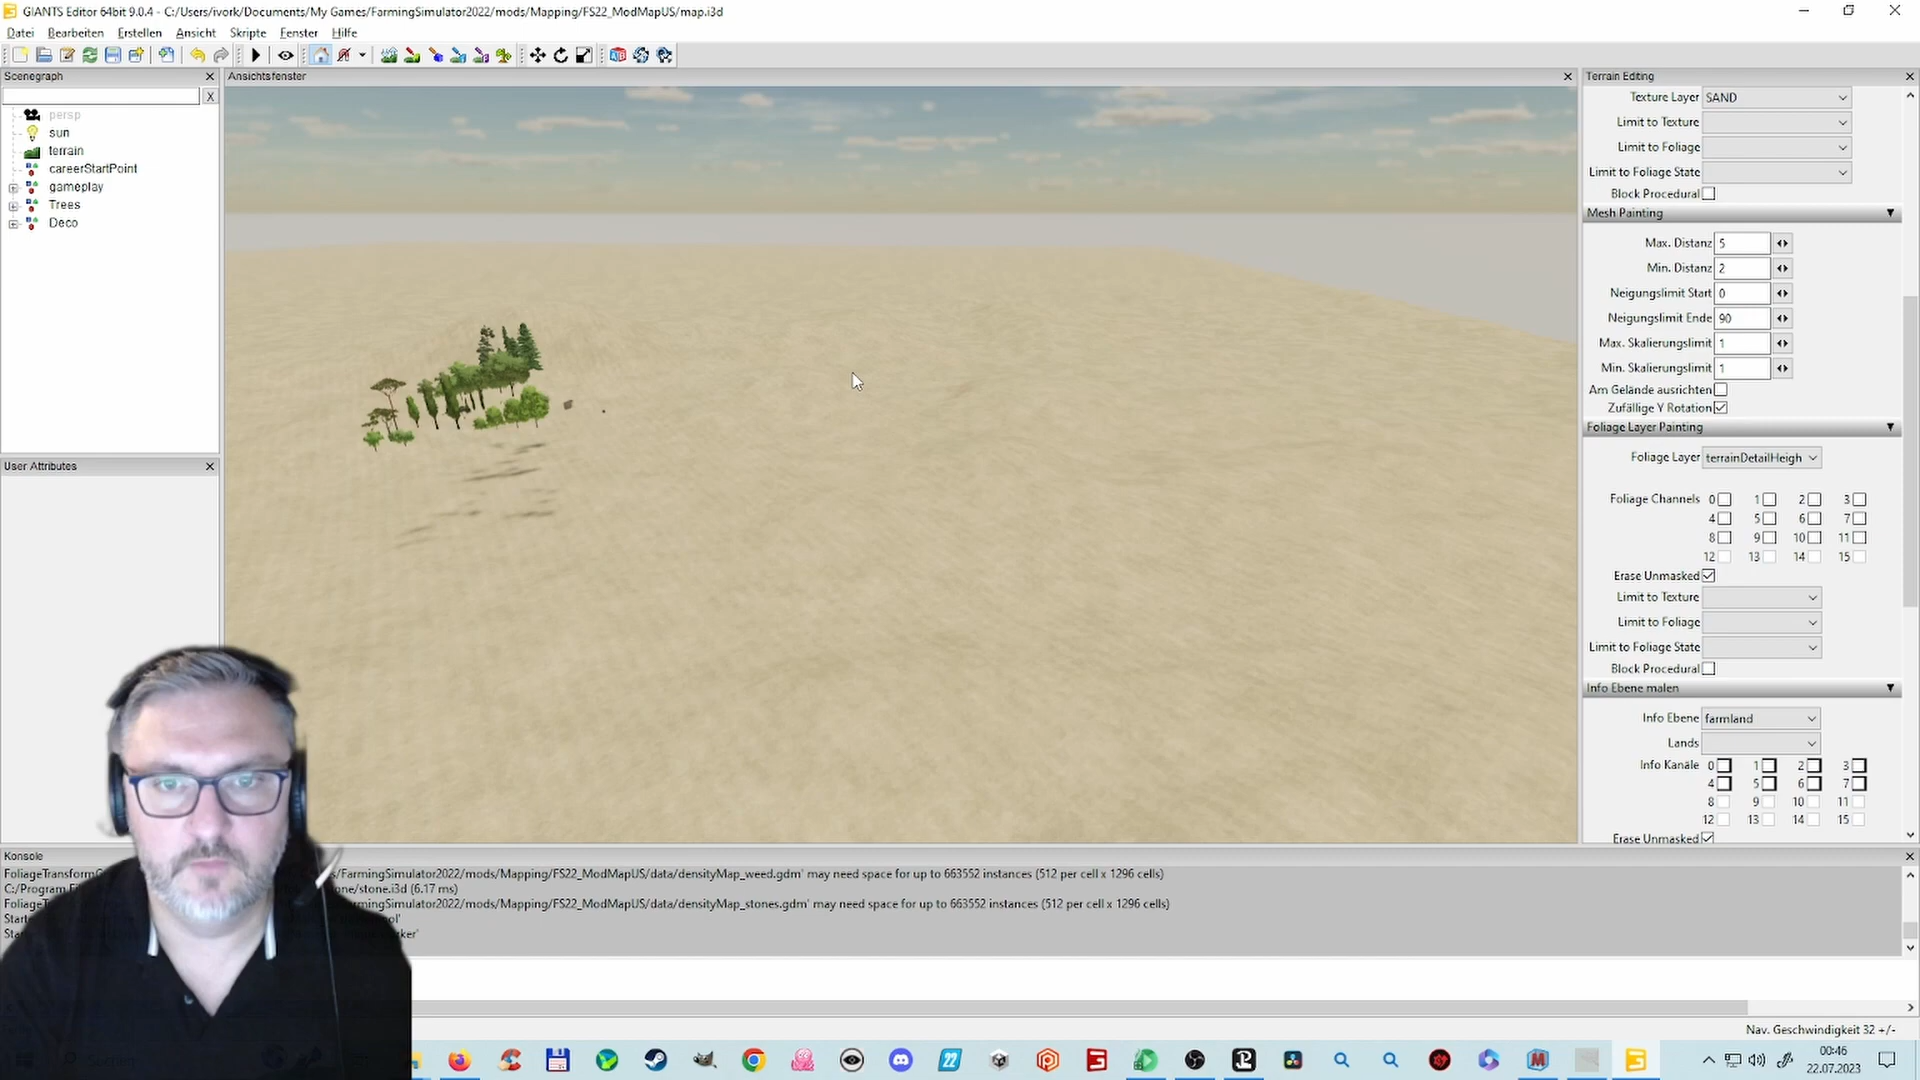 GIANTS Editor 64bit 9.0.4 - C:/Users/ivork/Documents/My Games/FarmingSimulator2022/mods/Mapping/FS22_ModMapUS/map.i3d
Datei Bearbeiten Erstellen Ansicht Skripte Fenster Hilfe
Scenegraph
X
persp
sun
terrain
careerStartPoint
gameplay
Trees
Deco
User Attributes
Ansichtsfenster
Terrain Editing
Texture Layer SAND
Limit to Texture
Limit to Foliage
Limit to Foliage State
Block Procedural
Mesh Painting
Max. Distanz 5
Min. Distanz 2
Neigungslimit Start 0
Neigungslimit Ende 90
Max. Skalierungslimit 1
Min. Skalierungslimit 1
Am Gelände ausrichten
Zufällige Y Rotation
Foliage Layer Painting
Foliage Layer terrainDetailHeigh
Foliage Channels 0 1 2 3
4 5 6 7
8 9 10 11
12 13 14 15
Erase Unmasked
Limit to Texture
Limit to Foliage
Limit to Foliage State
Block Procedural
Info Ebene malen
Info Ebene farmland
Lands
Info Kanäle 0 1 2 3
4 5 6 7
8 9 10 11
12 13 14 15
Erase Unmasked
Konsole
FoliageTransform s/FarmingSimulator2022/mods/Mapping/FS22_ModMapUS/data/densityMap_weed.gdm' may need space for up to 663552 instances (512 per cell x 1296 cells)
C:/Program Fil one/stone.i3d (6.17 ms)
FoliageT armingSimulator2022/mods/Mapping/FS22_ModMapUS/data/densityMap_stones.gdm' may need space for up to 663552 instances (512 per cell x 1296 cells)
Start ol'
Star ker'
Nav. Geschwindigkeit 32 +/-
22
00:46
22.07.2023